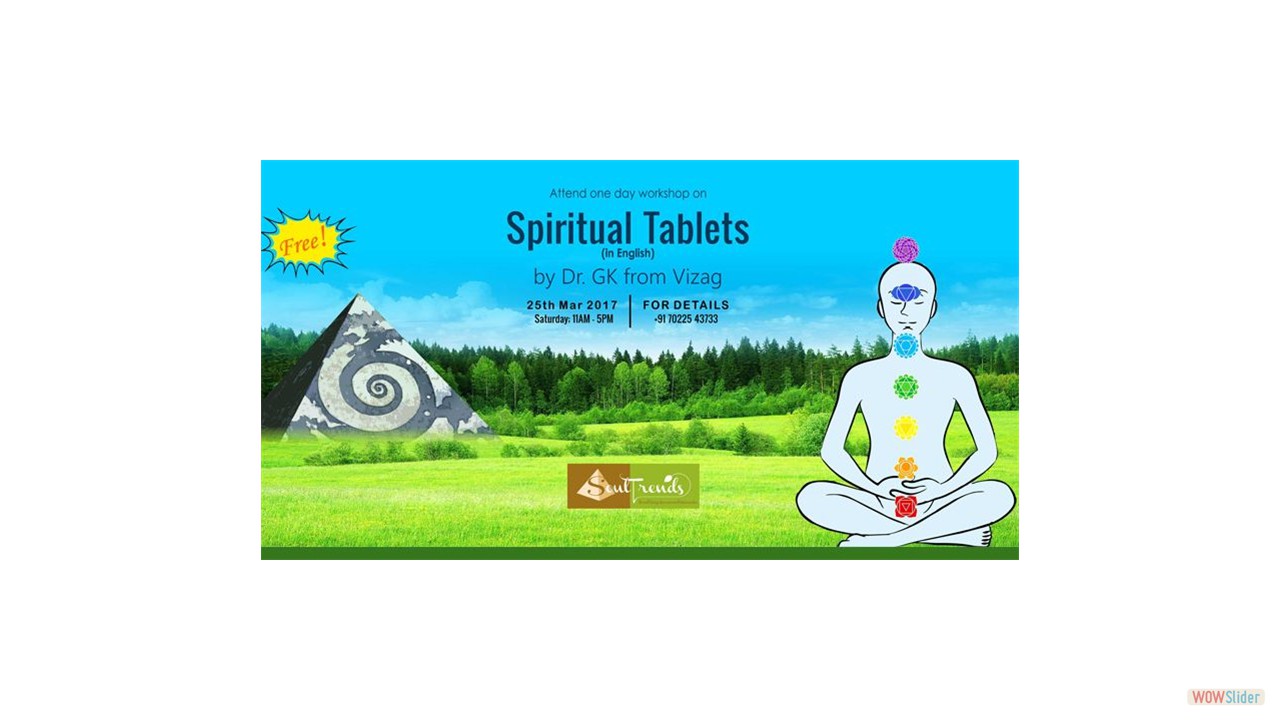 Attend one day workshop on
Free!
Spiritual Tablets
(in English)
by Dr. GK from Vizag
25th Mar 2017
Saturday: 11AM - 5PM
FOR DETAILS
+91 70225 43733
SoulTrends
WOWSlider